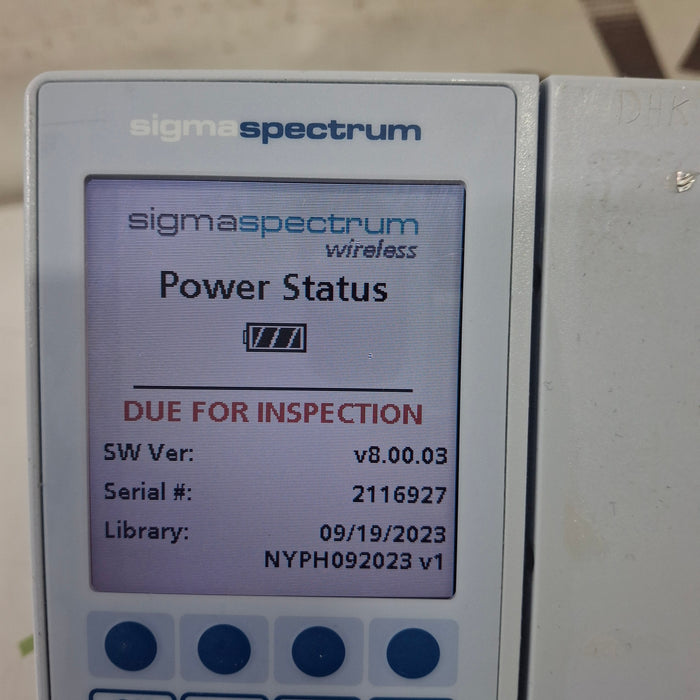 sigmaspectrum
DHK
sigmaspectrum
wireless
Power Status
DUE FOR INSPECTION
SW Ver: v8.00.03
Serial #: 2116927
Library: 09/19/2023
NYPH092023 v1